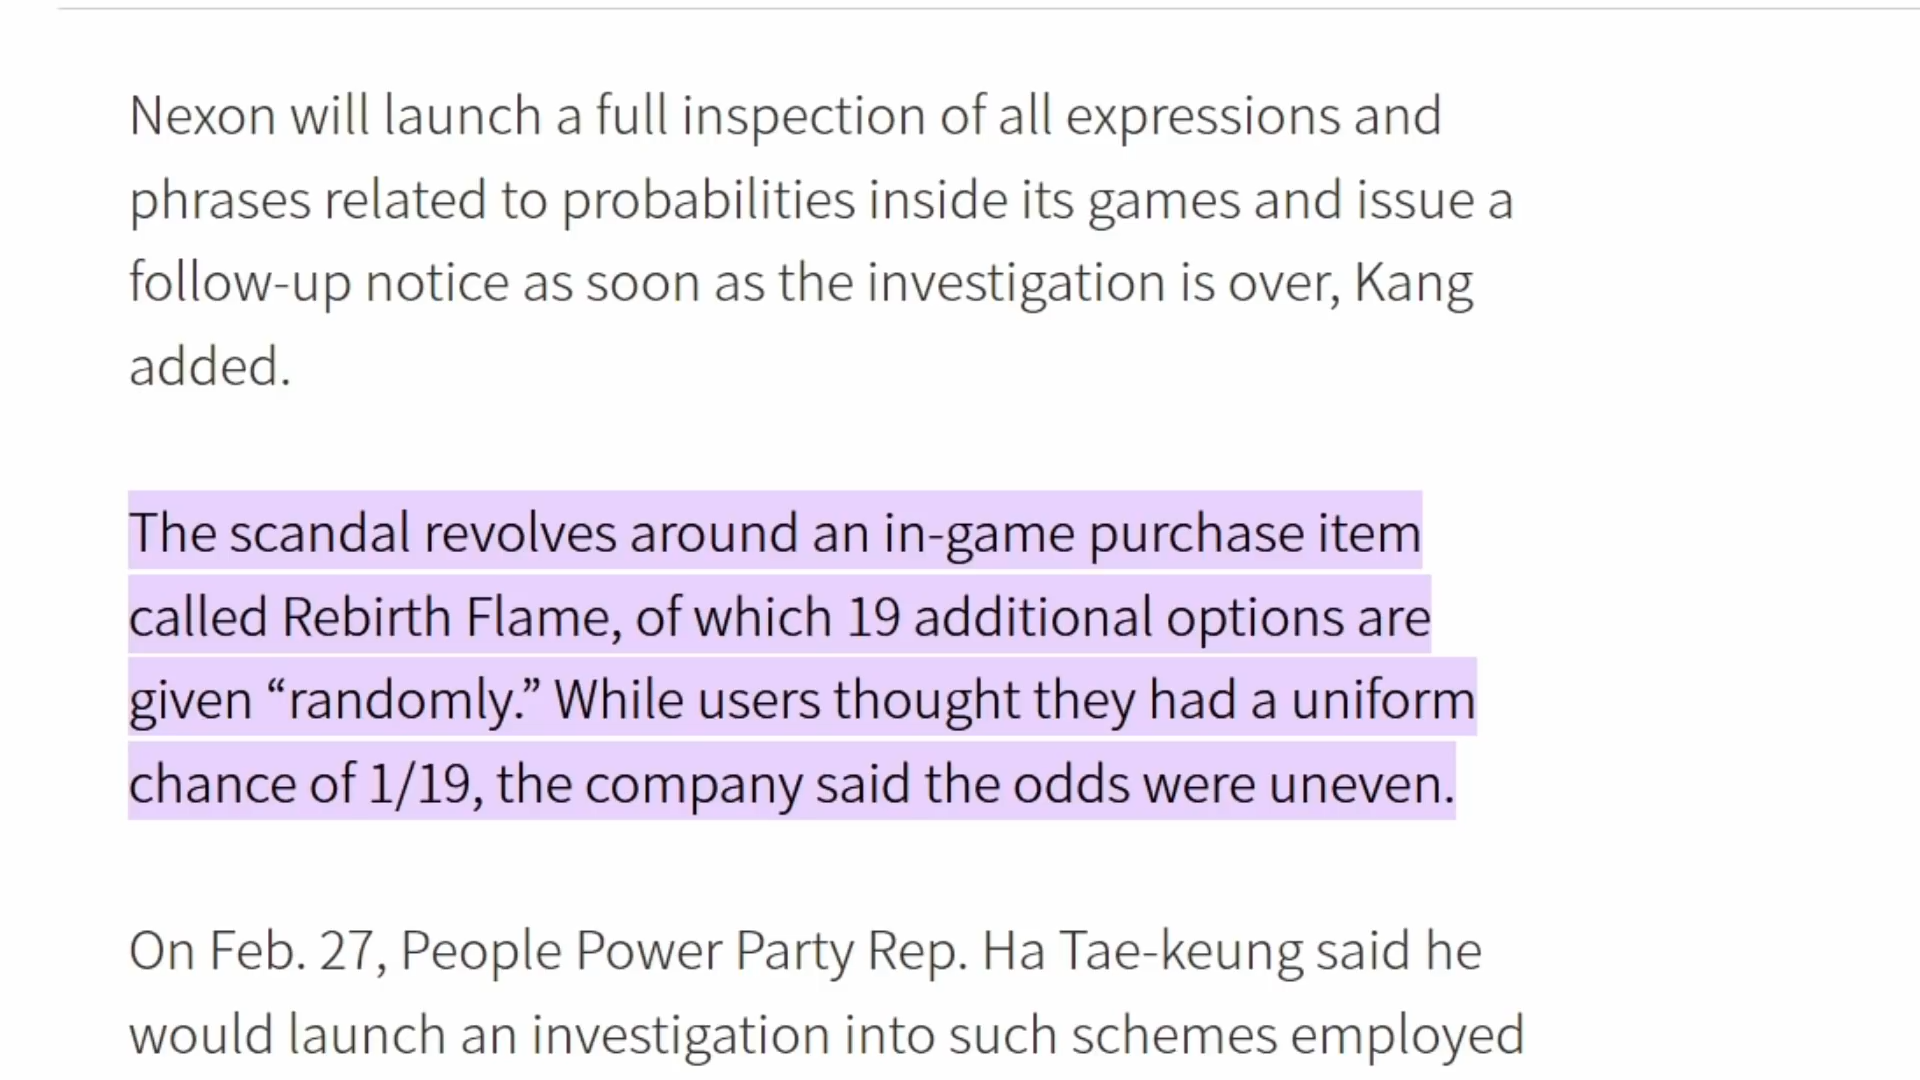 Nexon will launch a full inspection of all expressions and
phrases related to probabilities inside its games and issue a
follow-up notice as soon as the investigation is over, Kang
added.
The scandal revolves around an in-game purchase item
called Rebirth Flame, of which 19 additional options are
given “randomly.” While users thought they had a uniform
chance of 1/19, the company said the odds were uneven.
On Feb. 27, People Power Party Rep. Ha Tae-keung said he
would launch an investigation into such schemes employed